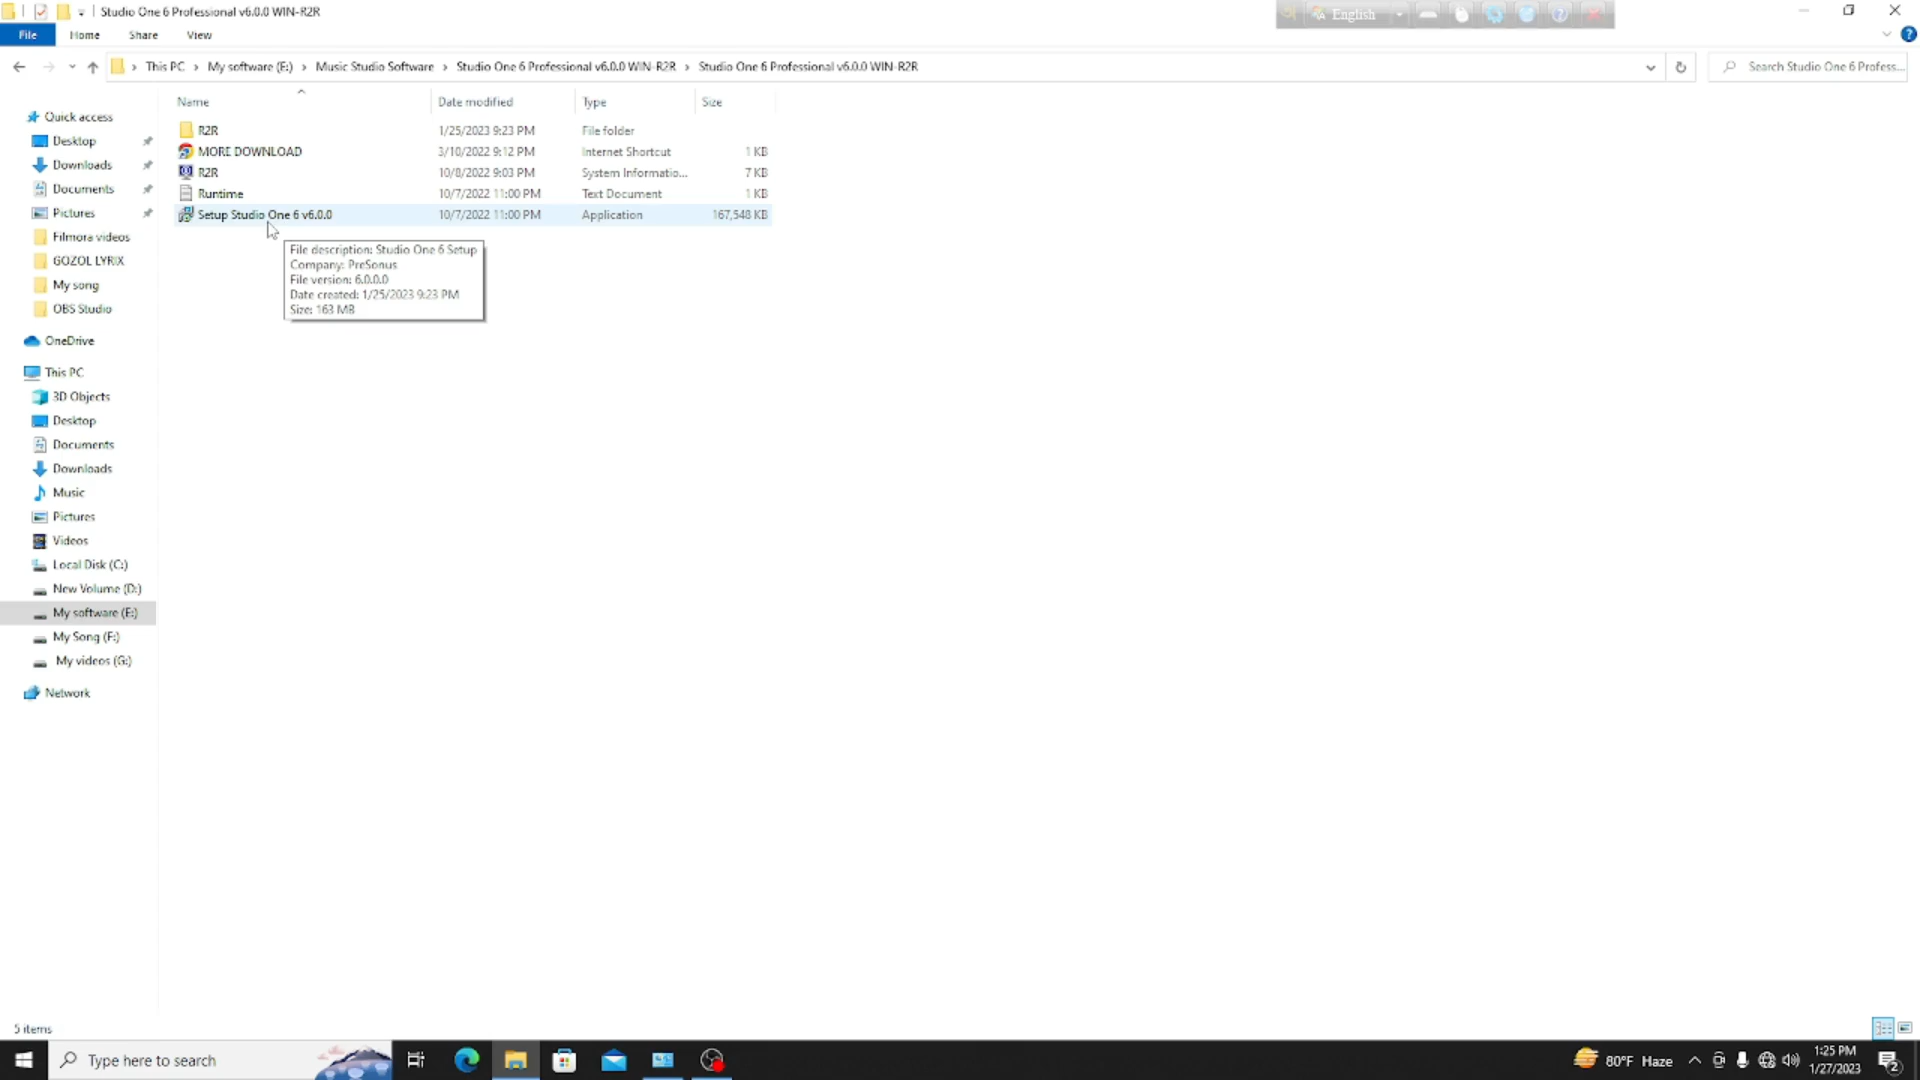 Studio One 6 Professional v6.0.0 WIN-R2R
English
File
Home
Share
View
This PC
My software (E:)
Music Studio Software
Studio One 6 Professional v6.0.0 WIN-R2R
Studio One 6 Professional v6.0.0 WIN-R2R
Search Studio One 6 Profess...
Name
Date modified
Type
Size
R2R
1/25/2023 9:23 PM
File folder
MORE DOWNLOAD
3/10/2022 9:12 PM
Internet Shortcut
1 KB
R2R
10/8/2022 9:03 PM
System Informatio...
7 KB
Runtime
10/7/2022 11:00 PM
Text Document
1 KB
Setup Studio One 6 v6.0.0
10/7/2022 11:00 PM
Application
167,548 KB
File description: Studio One 6 Setup
Company: PreSonus
File version: 6.0.0.0
Date created: 1/25/2023 9:23 PM
Size: 163 MB
Quick access
Desktop
Downloads
Documents
Pictures
Filmora videos
GOZOL LYRIX
My song
OBS Studio
OneDrive
This PC
3D Objects
Desktop
Documents
Downloads
Music
Pictures
Videos
Local Disk (C:)
New Volume (D:)
My software (E:)
My Song (F:)
My videos (G:)
Network
5 items
Type here to search
80°F Haze
1:25 PM
1/27/2023
2